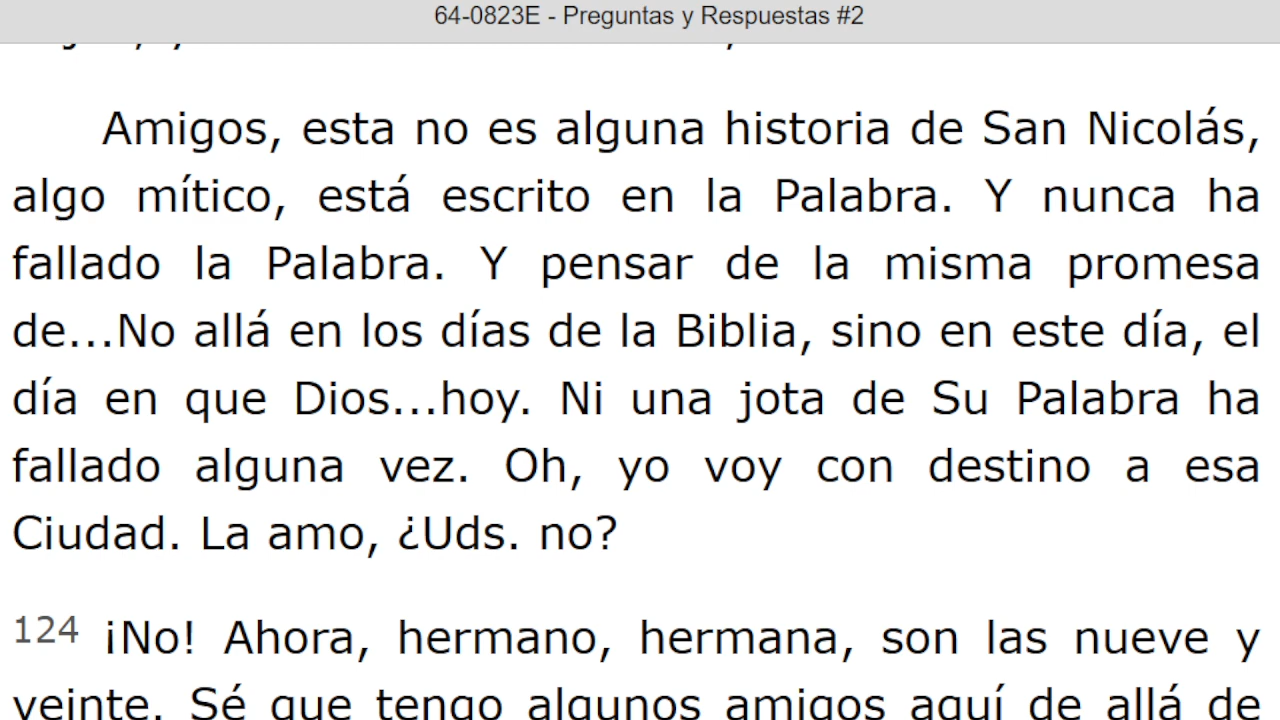 64-0823E - Preguntas y Respuestas #2
Amigos, esta no es alguna historia de San Nicolás,
algo mítico, está escrito en la Palabra. Y nunca ha
fallado la Palabra. Y pensar de la misma promesa
de...No allá en los días de la Biblia, sino en este día, el
día en que Dios...hoy. Ni una jota de Su Palabra ha
fallado alguna vez. Oh, yo voy con destino a esa
Ciudad. La amo, ¿Uds. no?
124 ¡No! Ahora, hermano, hermana, son las nueve y
veinte. Sé que tengo algunos amigos aquí de allá de